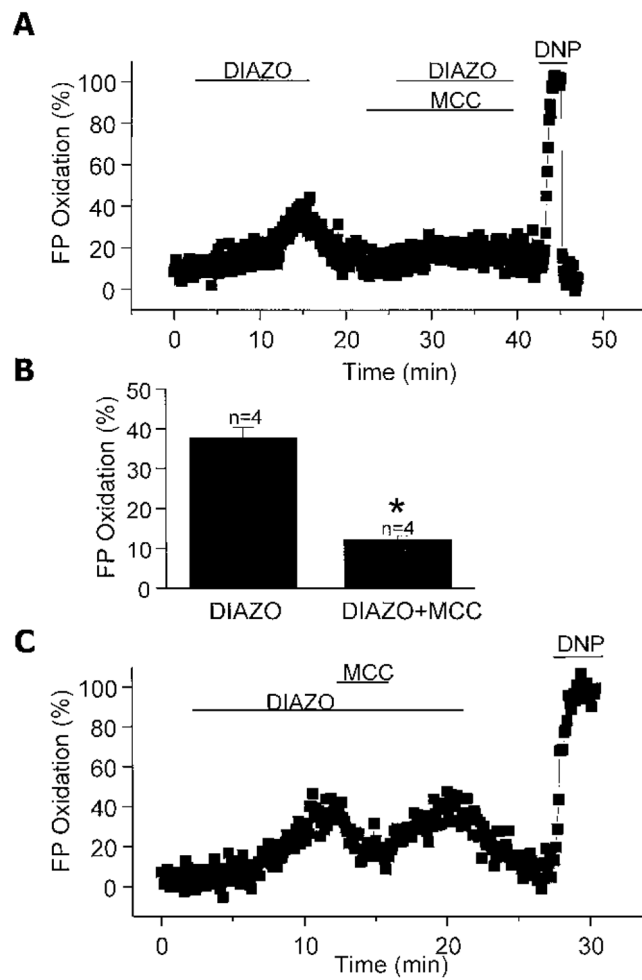 A
DNP
DIAZO
DIAZO
MCC
FP Oxidation (%)
100
80
60
40
20
0
0 10 20 30 40 50
Time (min)
B
FP Oxidation (%)
50
40
30
20
10
0
n=4
*
n=4
DIAZO DIAZO+MCC
C
DNP
MCC
DIAZO
FP Oxidation (%)
100
80
60
40
20
0
0 10 20 30
Time (min)